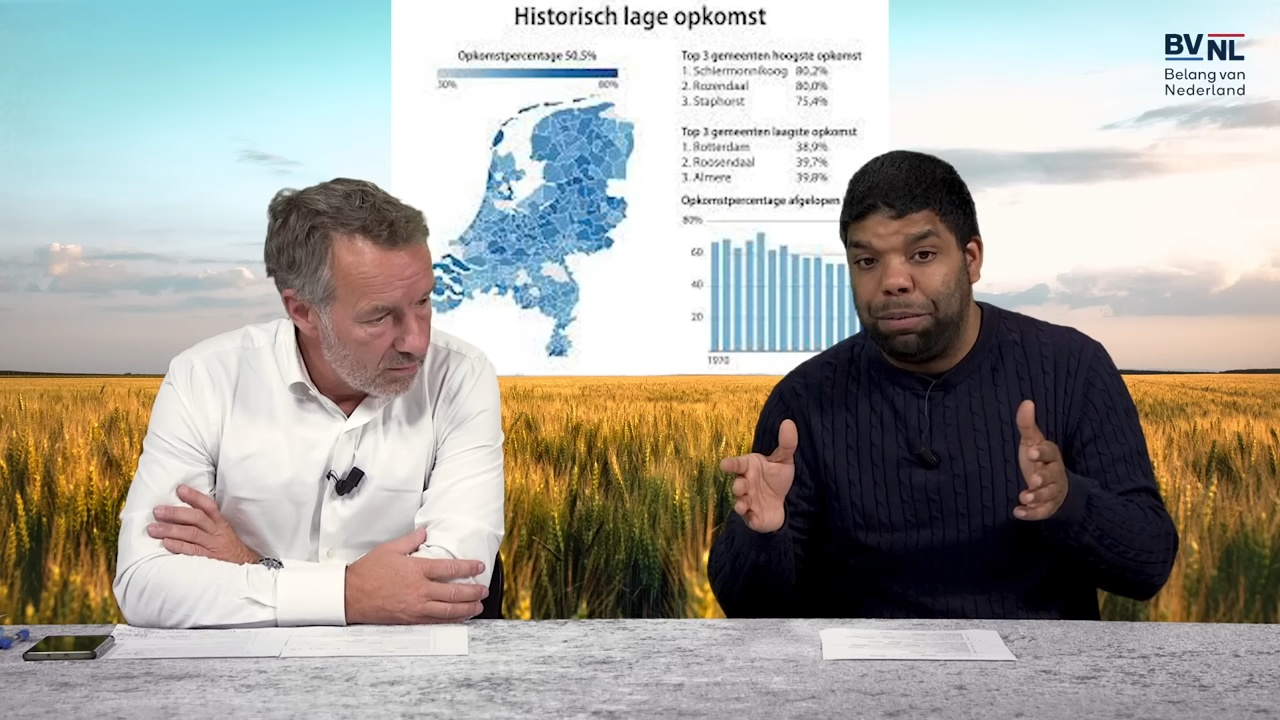 Historisch lage opkomst
Opkomstpercentage 50,5%
30%
80%
Top 3 gemeenten hoogste opkomst
1. Schiermonnikoog 80,2%
2. Rozendaal 80,0%
3. Staphorst 75,4%
Top 3 gemeenten laagste opkomst
1. Rotterdam 38,9%
2. Roosendaal 39,7%
3. Almere 39,8%
Opkomstpercentage afgelopen
80%
60
40
20
1970
BVNL
Belang van
Nederland